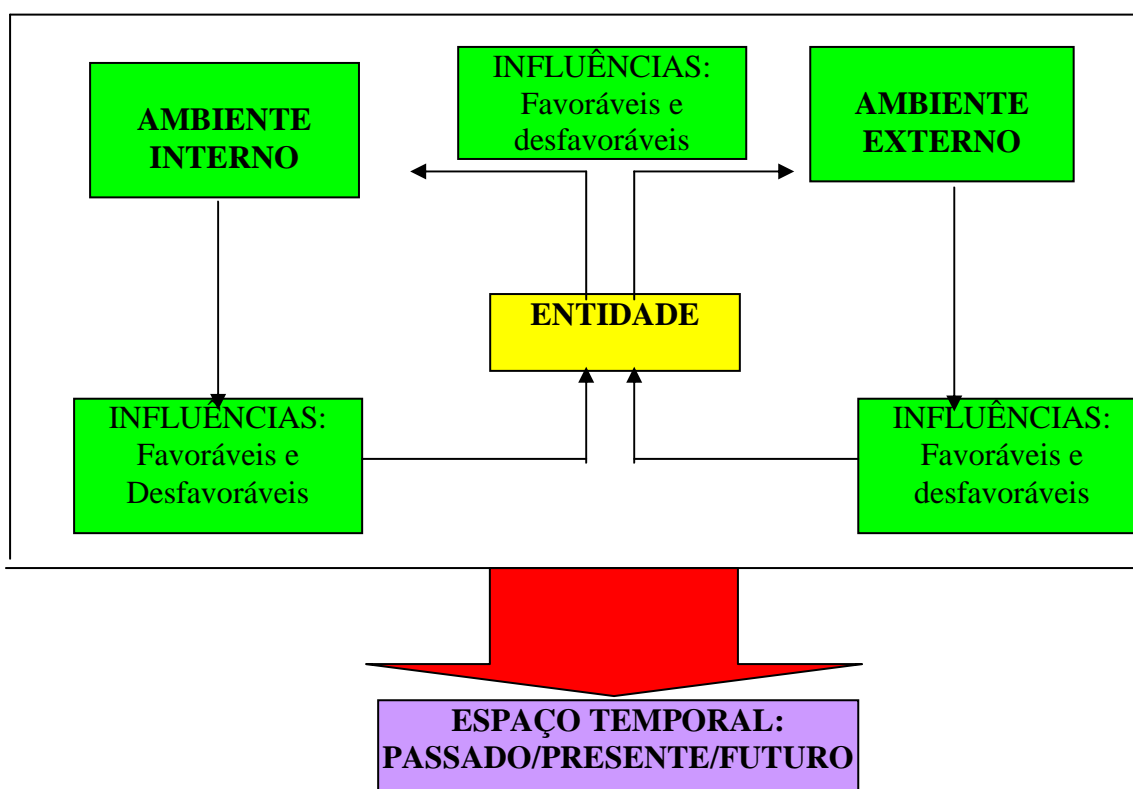 AMBIENTE
INTERNO
INFLUÊNCIAS:
Favoráveis e
desfavoráveis
AMBIENTE
EXTERNO
ENTIDADE
INFLUÊNCIAS:
Favoráveis e
Desfavoráveis
INFLUÊNCIAS:
Favoráveis e
desfavoráveis
ESPAÇO TEMPORAL:
PASSADO/PRESENTE/FUTURO